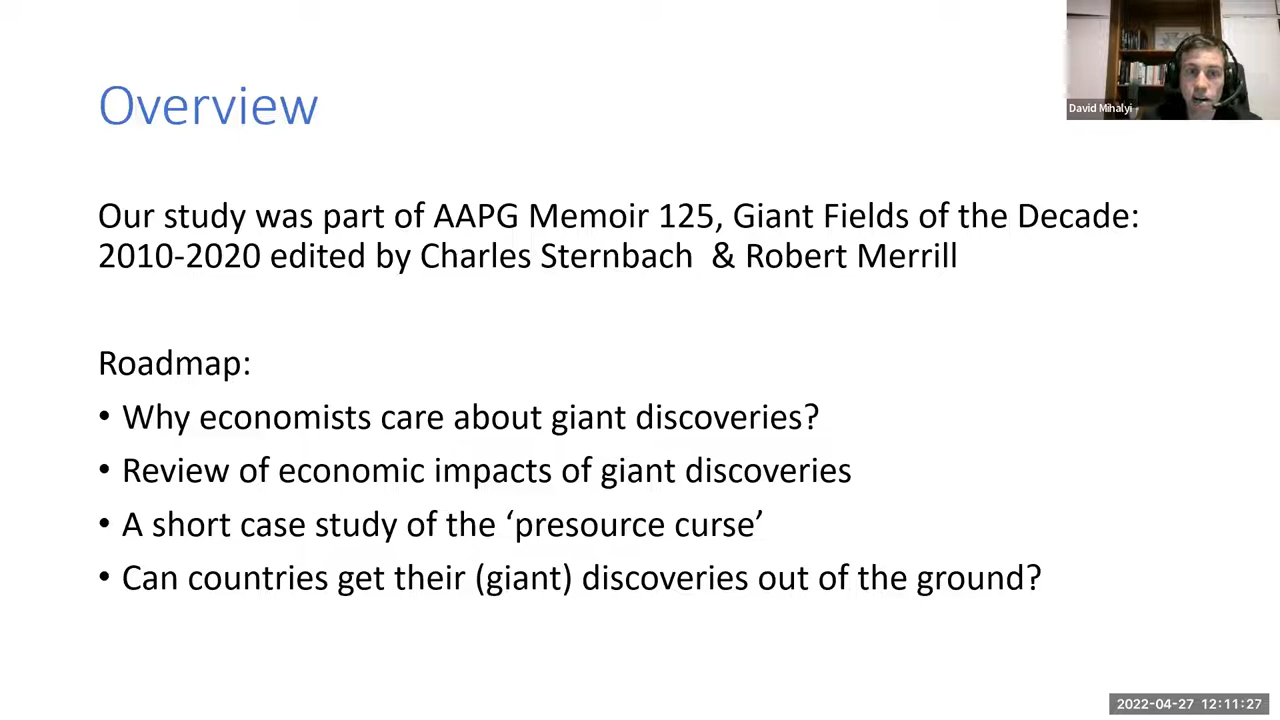 Overview
David Mihalyi
Our study was part of AAPG Memoir 125, Giant Fields of the Decade:
2010-2020 edited by Charles Sternbach & Robert Merrill
Roadmap:
• Why economists care about giant discoveries?
• Review of economic impacts of giant discoveries
• A short case study of the ‘presource curse’
• Can countries get their (giant) discoveries out of the ground?
2022-04-27 12:11:27